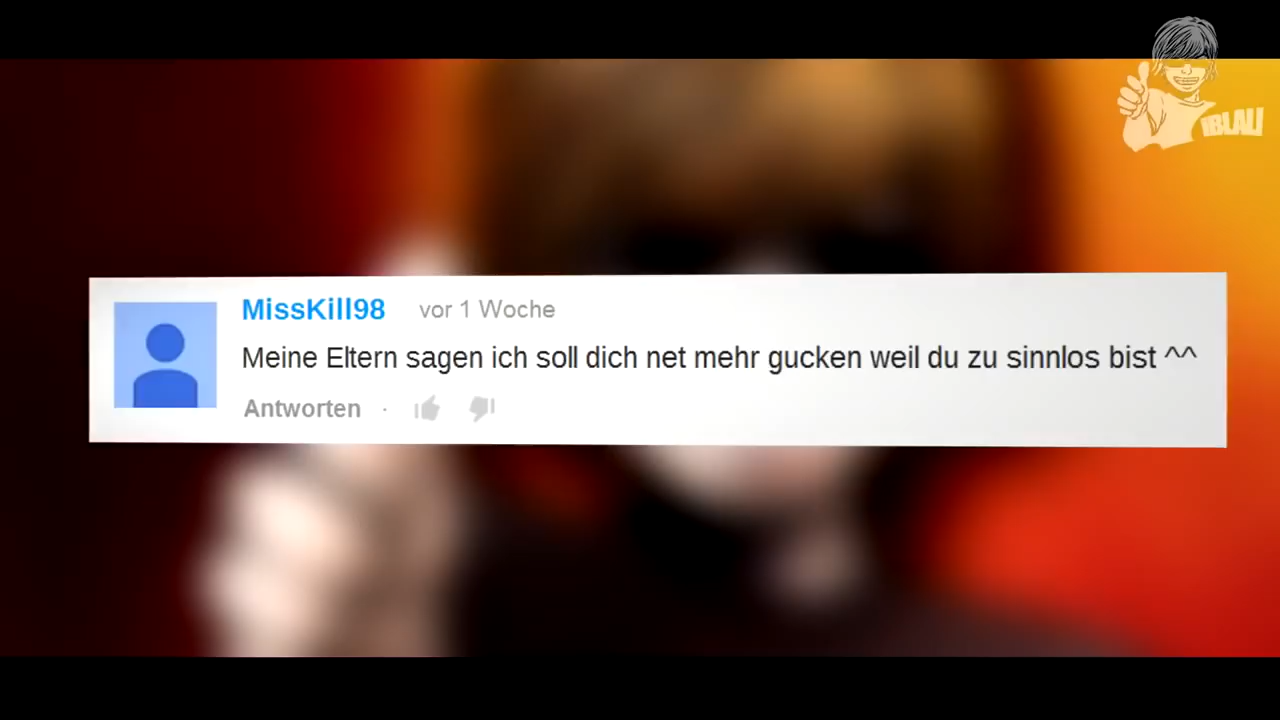 iBLALI
MissKill98 vor 1 Woche
Meine Eltern sagen ich soll dich net mehr gucken weil du zu sinnlos bist ^^
Antworten ·